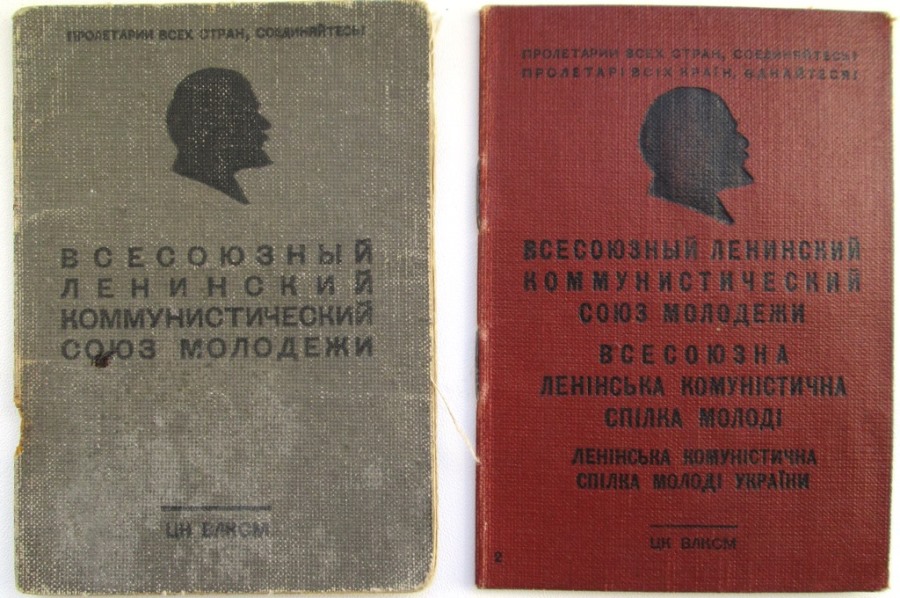 ПРОЛЕТАРИИ ВСЕХ СТРАН, СОЕДИНЯЙТЕСЬ!
ВСЕСОЮЗНЫЙ
ЛЕНИНСКИЙ
КОММУНИСТИЧЕСКИЙ
СОЮЗ МОЛОДЕЖИ
ЦК ВЛКСМ
ПРОЛЕТАРИИ ВСЕХ СТРАН, СОЕДИНЯЙТЕСЬ!
ПРОЛЕТАРІ ВСІХ КРАЇН, ЄДНАЙТЕСЯ!
ВСЕСОЮЗНЫЙ ЛЕНИНСКИЙ
КОММУНИСТИЧЕСКИЙ
СОЮЗ МОЛОДЕЖИ
ВСЕСОЮЗНА
ЛЕНІНСЬКА КОМУНІСТИЧНА
СПІЛКА МОЛОДІ
ЛЕНІНСЬКА КОМУНІСТИЧНА
СПІЛКА МОЛОДІ УКРАЇНИ
ЦК ВЛКСМ
2